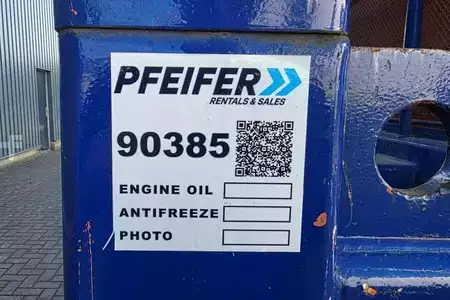 PFEIFER
RENTALS & SALES
90385
ENGINE OIL
ANTIFREEZE
PHOTO